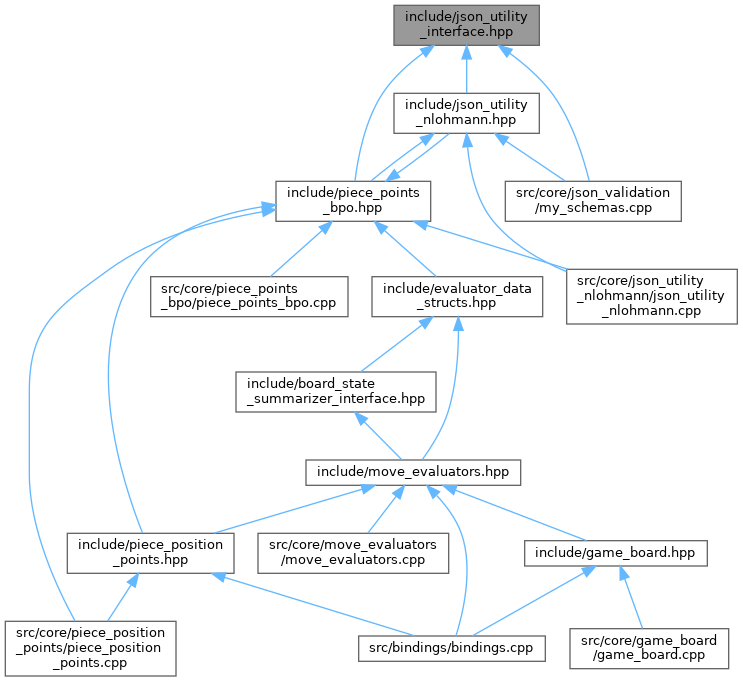 include/json_utility
_interface.hpp
include/json_utility
_nlohmann.hpp
include/piece_points
_bpo.hpp
src/core/json_validation
/my_schemas.cpp
src/core/piece_points
_bpo/piece_points_bpo.cpp
include/evaluator_data
_structs.hpp
src/core/json_utility
_nlohmann/json_utility
_nlohmann.cpp
include/board_state
_summarizer_interface.hpp
include/move_evaluators.hpp
include/piece_position
_points.hpp
src/core/move_evaluators
/move_evaluators.cpp
include/game_board.hpp
src/core/piece_position
_points/piece_position
_points.cpp
src/bindings/bindings.cpp
src/core/game_board
/game_board.cpp